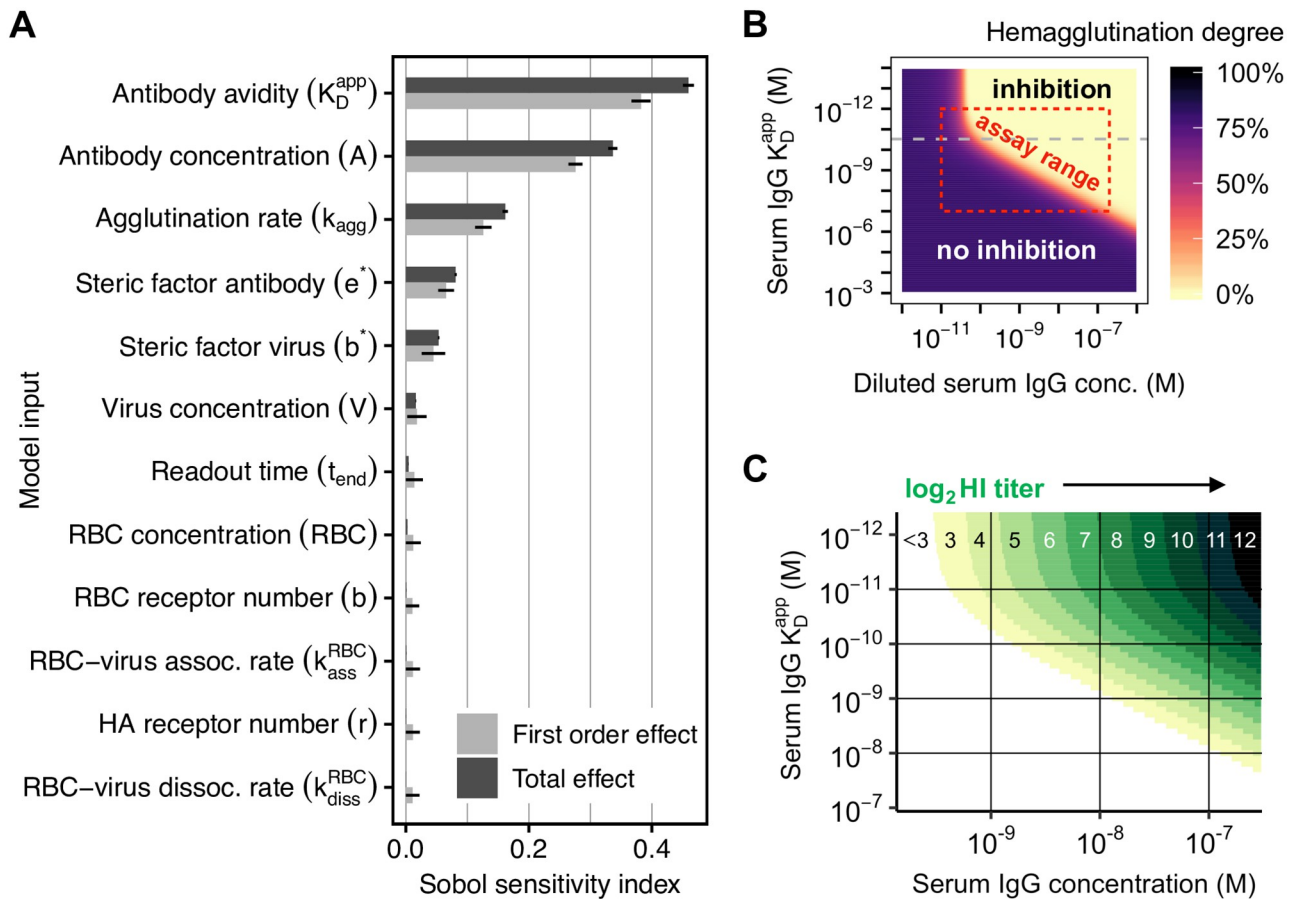 A
Model input
Antibody avidity (K_D^app)
Antibody concentration (A)
Agglutination rate (k_agg)
Steric factor antibody (e*)
Steric factor virus (b*)
Virus concentration (V)
Readout time (t_end)
RBC concentration (RBC)
RBC receptor number (b)
RBC−virus assoc. rate (k_ass^RBC)
HA receptor number (r)
RBC−virus dissoc. rate (k_diss^RBC)
First order effect
Total effect
0.0 0.2 0.4
Sobol sensitivity index
B
Hemagglutination degree
Serum IgG K_D^app (M)
10^−12
10^−9
10^−6
10^−3
inhibition
assay range
no inhibition
10^−11 10^−9 10^−7
Diluted serum IgG conc. (M)
100%
75%
50%
25%
0%
C
log_2 HI titer
Serum IgG K_D^app (M)
<3 3 4 5 6 7 8 9 10 11 12
10^−12
10^−11
10^−10
10^−9
10^−8
10^−7
10^−9 10^−8 10^−7
Serum IgG concentration (M)